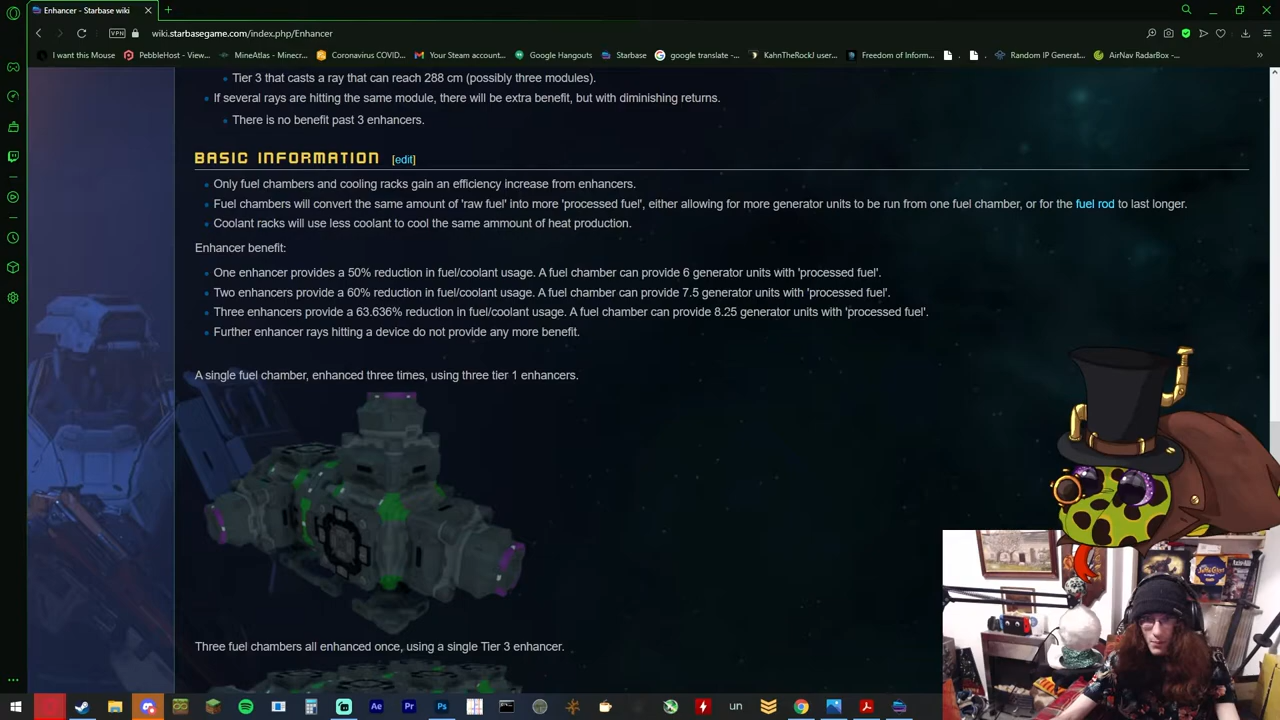 Enhancer - Starbase wiki
VPN
wiki.starbasegame.com/index.php/Enhancer
I want this Mouse
PebbleHost - View...
MineAtlas - Minecr...
Coronavirus COVID...
Your Steam account...
Google Hangouts
Starbase
google translate -...
KahnTheRockJ user...
Freedom of Inform...
.
.
Random IP Generat...
AirNav RadarBox -...
Tier 3 that casts a ray that can reach 288 cm (possibly three modules).
If several rays are hitting the same module, there will be extra benefit, but with diminishing returns.
There is no benefit past 3 enhancers.
BASIC INFORMATION [edit]
Only fuel chambers and cooling racks gain an efficiency increase from enhancers.
Fuel chambers will convert the same amount of 'raw fuel' into more 'processed fuel', either allowing for more generator units to be run from one fuel chamber, or for the fuel rod to last longer.
Coolant racks will use less coolant to cool the same ammount of heat production.
Enhancer benefit:
One enhancer provides a 50% reduction in fuel/coolant usage. A fuel chamber can provide 6 generator units with 'processed fuel'.
Two enhancers provide a 60% reduction in fuel/coolant usage. A fuel chamber can provide 7.5 generator units with 'processed fuel'.
Three enhancers provide a 63.636% reduction in fuel/coolant usage. A fuel chamber can provide 8.25 generator units with 'processed fuel'.
Further enhancer rays hitting a device do not provide any more benefit.
A single fuel chamber, enhanced three times, using three tier 1 enhancers.
Three fuel chambers all enhanced once, using a single Tier 3 enhancer.
Ae
Pr
Ps
un